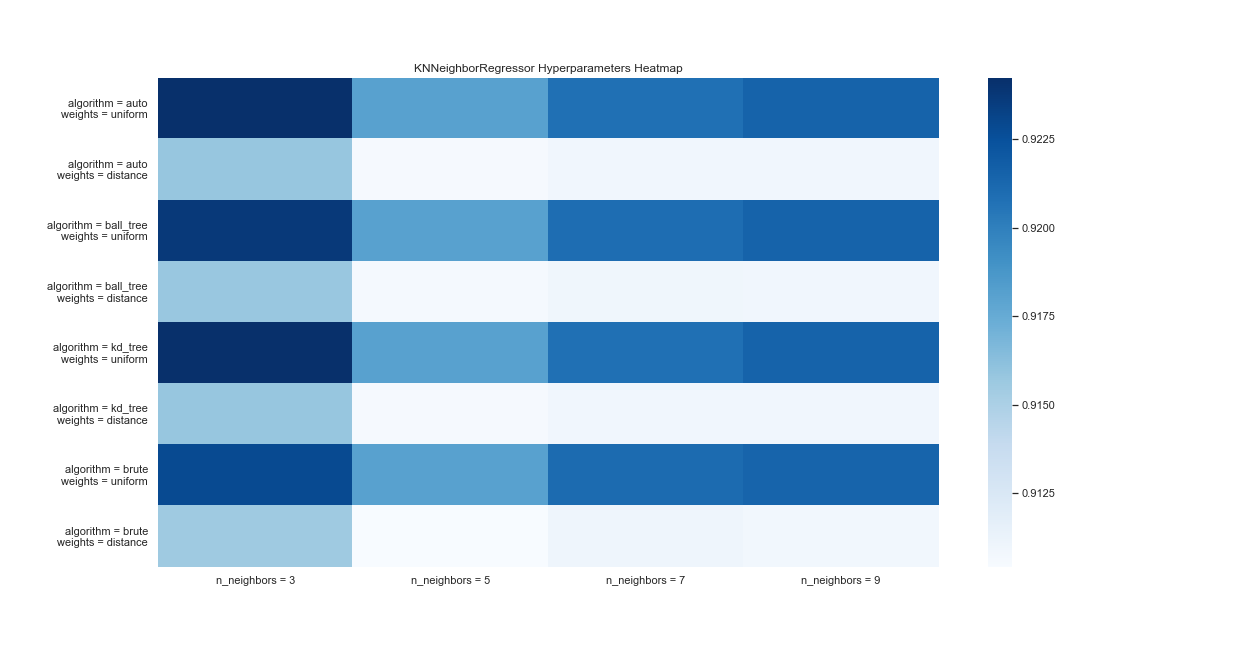 KNNeighborRegressor Hyperparameters Heatmap
algorithm = auto
weights = uniform
algorithm = auto
weights = distance
algorithm = ball_tree
weights = uniform
algorithm = ball_tree
weights = distance
algorithm = kd_tree
weights = uniform
algorithm = kd_tree
weights = distance
algorithm = brute
weights = uniform
algorithm = brute
weights = distance
n_neighbors = 3
n_neighbors = 5
n_neighbors = 7
n_neighbors = 9
0.9225
0.9200
0.9175
0.9150
0.9125